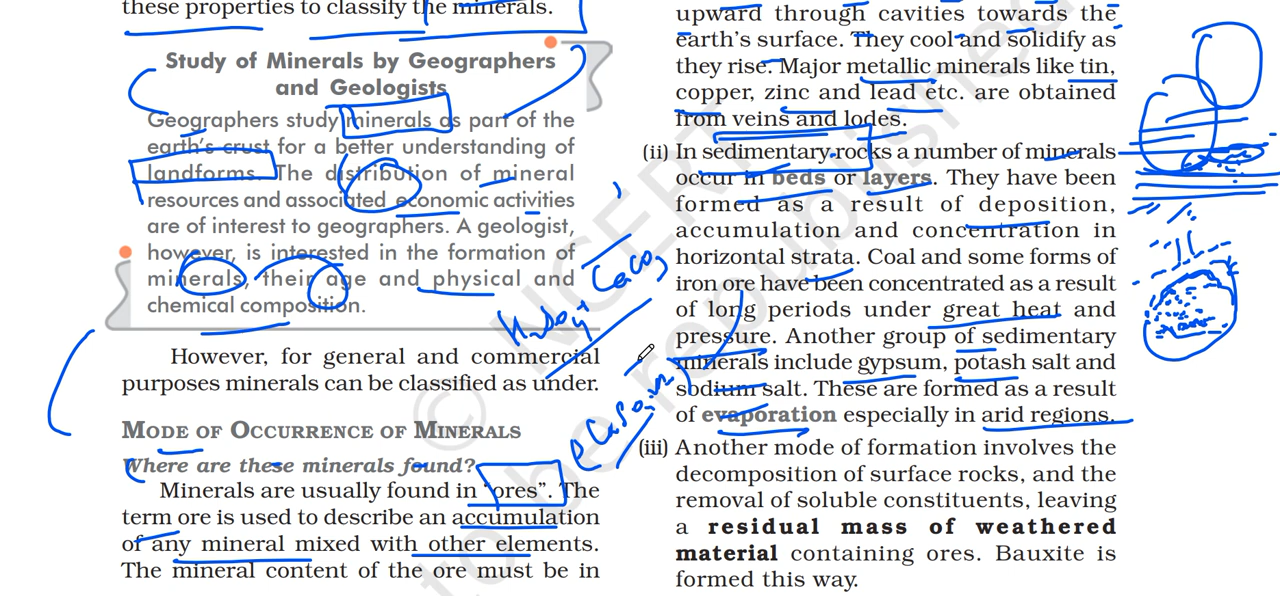 these properties to classify the minerals.
Study of Minerals by Geographers
and Geologists
Geographers study minerals as part of the
earth's crust for a better understanding of
landforms. The distribution of mineral
resources and associated economic activities
are of interest to geographers. A geologist,
however, is interested in the formation of
minerals, their age and physical and
chemical composition.
However, for general and commercial
purposes minerals can be classified as under.
MODE OF OCCURRENCE OF MINERALS
Where are these minerals found?
Minerals are usually found in "ores". The
term ore is used to describe an accumulation
of any mineral mixed with other elements.
The mineral content of the ore must be in
upward through cavities towards the
earth's surface. They cool and solidify as
they rise. Major metallic minerals like tin,
copper, zinc and lead etc. are obtained
from veins and lodes.
(ii) In sedimentary rocks a number of minerals
occur in beds or layers. They have been
formed as a result of deposition,
accumulation and concentration in
horizontal strata. Coal and some forms of
iron ore have been concentrated as a result
of long periods under great heat and
pressure. Another group of sedimentary
minerals include gypsum, potash salt and
sodium salt. These are formed as a result
of evaporation especially in arid regions.
(iii) Another mode of formation involves the
decomposition of surface rocks, and the
removal of soluble constituents, leaving
a residual mass of weathered
material containing ores. Bauxite is
formed this way.
© NCERT
to be republished